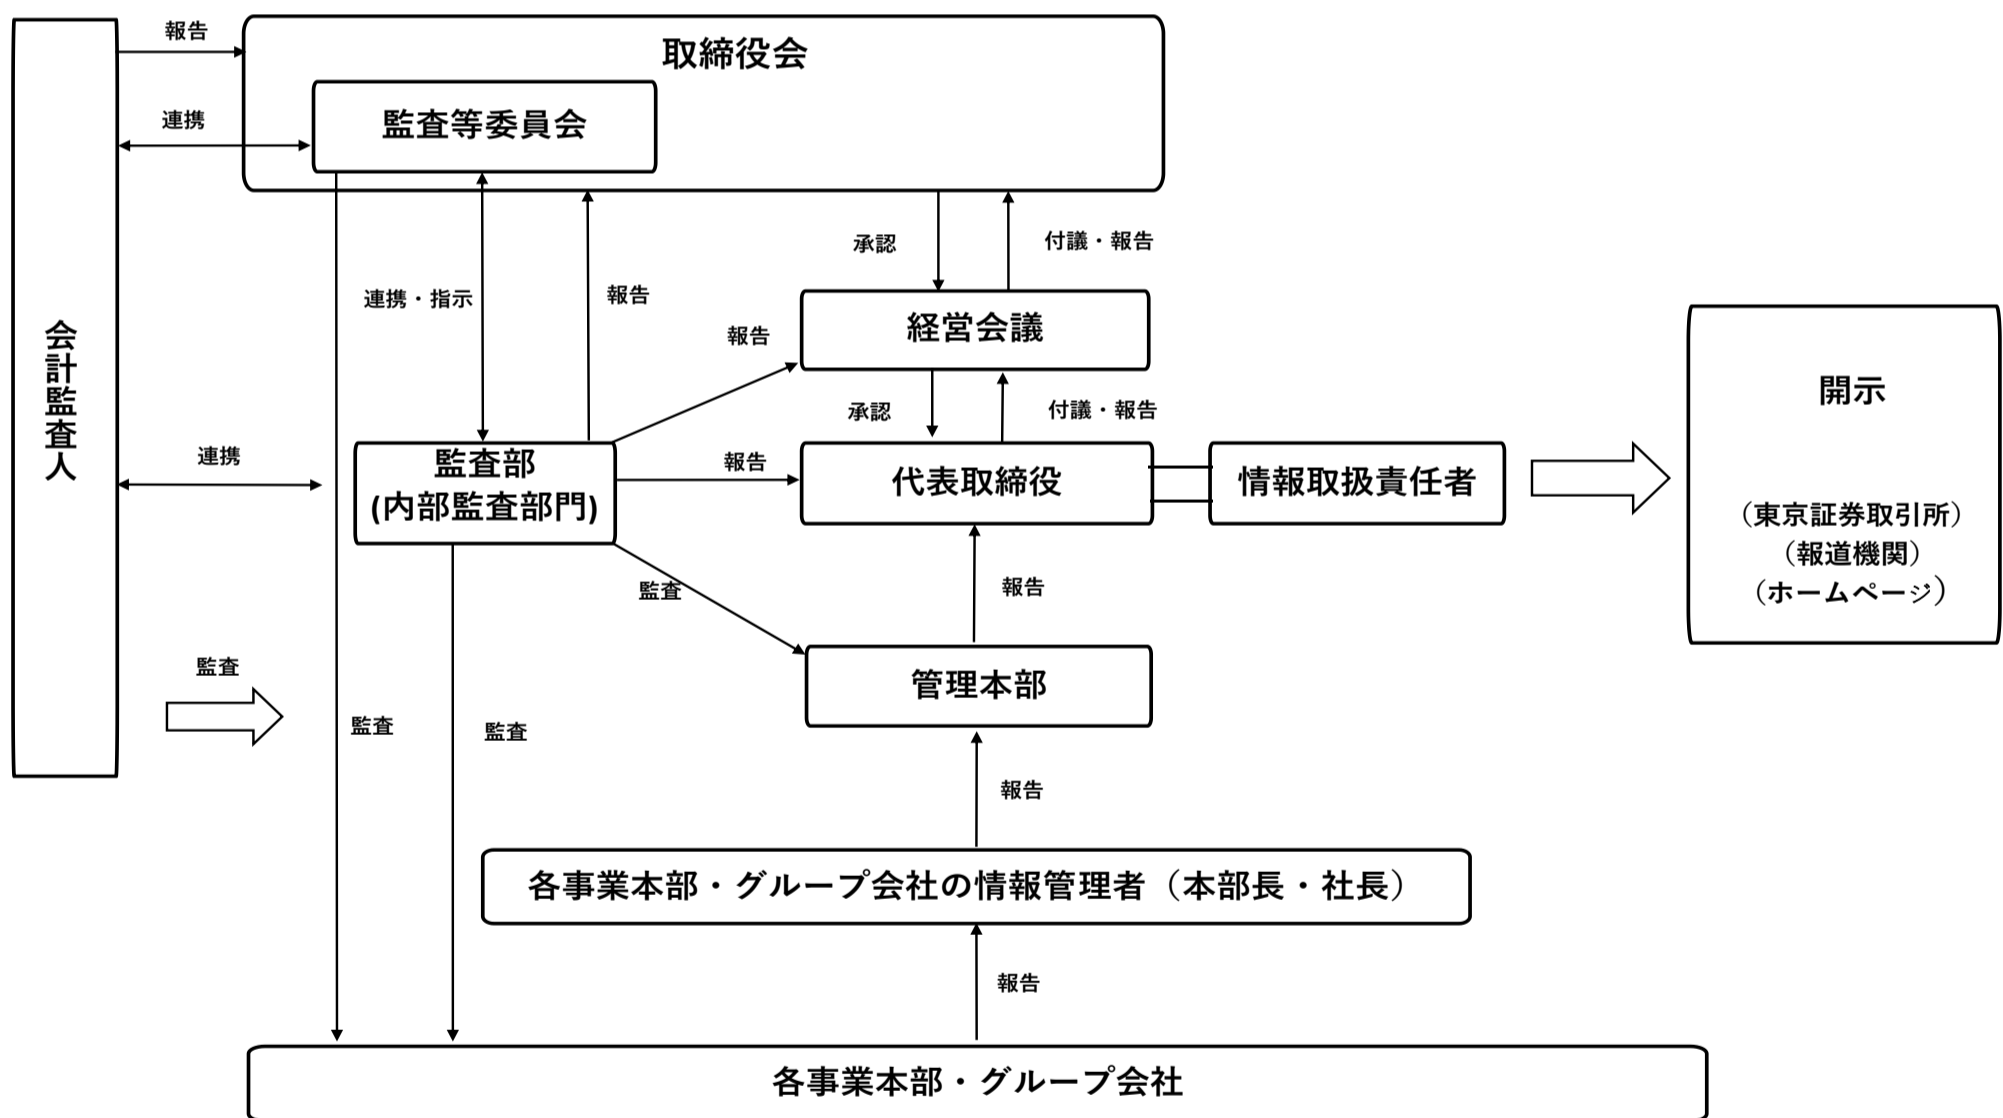 報告
取締役会
連携
監査等委員会
承認
付議・報告
連携・指示
報告
報告
経営会議
会計監査人
承認
付議・報告
開示
連携
監査部
(内部監査部門)
報告
代表取締役
情報取扱責任者
（東京証券取引所）
（報道機関）
（ホームページ）
監査
報告
監査
管理本部
監査
監査
報告
各事業本部・グループ会社の情報管理者（本部長・社長）
報告
各事業本部・グループ会社